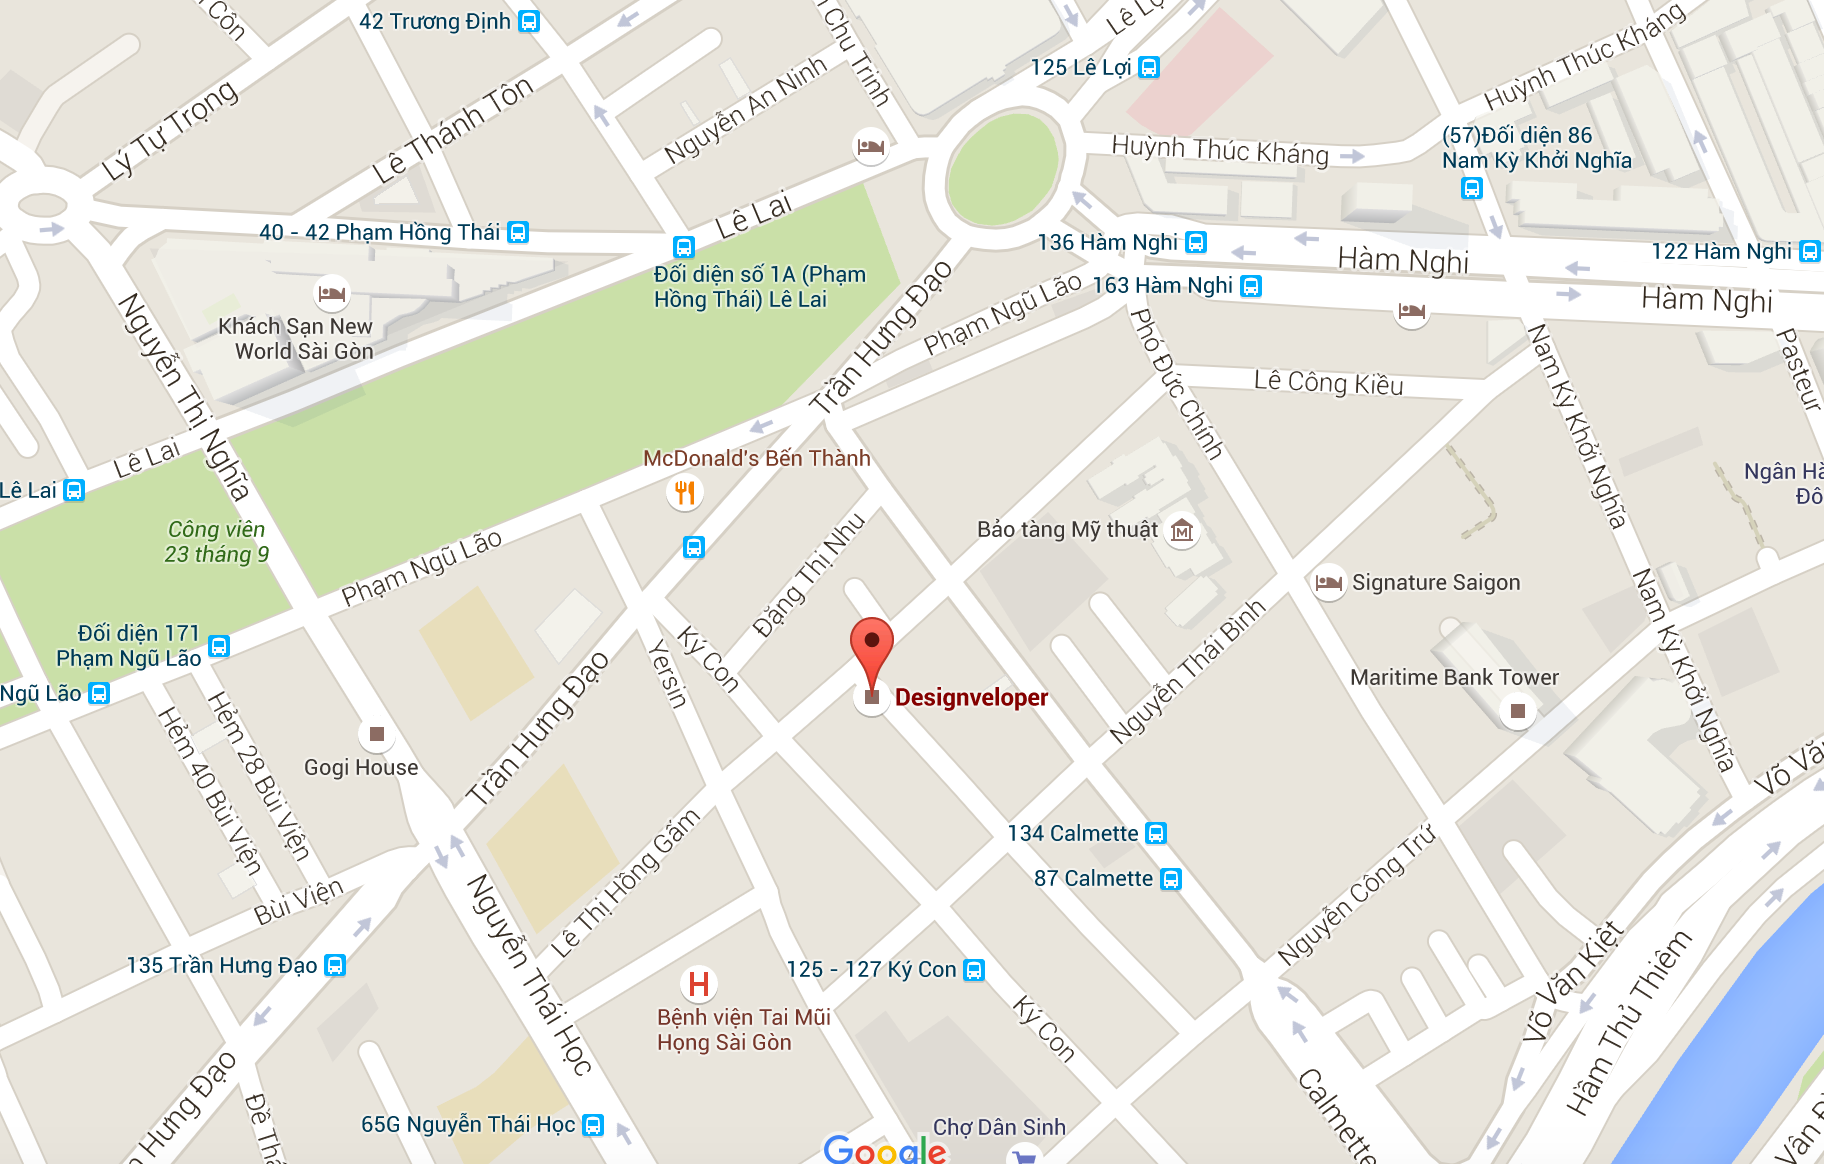 42 Trương Định
Lê Lợi
125 Lê Lợi
Huỳnh Thúc Kháng
Lý Tự Trọng
Lê Thánh Tôn
Nguyễn An Ninh
Chu Trinh
Huỳnh Thúc Kháng
(57)Đối diện 86
Nam Kỳ Khởi Nghĩa
40 - 42 Phạm Hồng Thái
Lê Lai
136 Hàm Nghi
Hàm Nghi
122 Hàm Nghi
Đối diện số 1A (Phạm
Hồng Thái) Lê Lai
163 Hàm Nghi
Hàm Nghi
Khách Sạn New
World Sài Gòn
Nguyễn Thị Nghĩa
Trần Hưng Đạo
Phạm Ngũ Lão
Phó Đức Chính
Lê Công Kiều
Nam Kỳ Khởi Nghĩa
Pasteur
Lê Lai
McDonald's Bến Thành
Lê Lai
Ngân Hà
Đô
Công viên
23 tháng 9
Bảo tàng Mỹ thuật
Phạm Ngũ Lão
Đặng Thị Nhu
Signature Saigon
Đối diện 171
Phạm Ngũ Lão
Ngũ Lão
Yersin
Ký Con
Nguyễn Thái Bình
Nam Kỳ Khởi Nghĩa
Maritime Bank Tower
Designveloper
Hẻm 40 Bùi Viện
Hẻm 28 Bùi Viện
Gogi House
Trần Hưng Đạo
Võ Vă
134 Calmette
87 Calmette
Lê Thị Hồng Gấm
Nguyễn Công Trứ
Bùi Viện
Nguyễn Thái Học
135 Trần Hưng Đạo
125 - 127 Ký Con
Võ Văn Kiệt
Hầm Thủ Thiêm
Bệnh viện Tai Mũi
Họng Sài Gòn
Ký Con
Hưng Đạo
Đề Thá
65G Nguyễn Thái Học
Chợ Dân Sinh
Calmette
Google